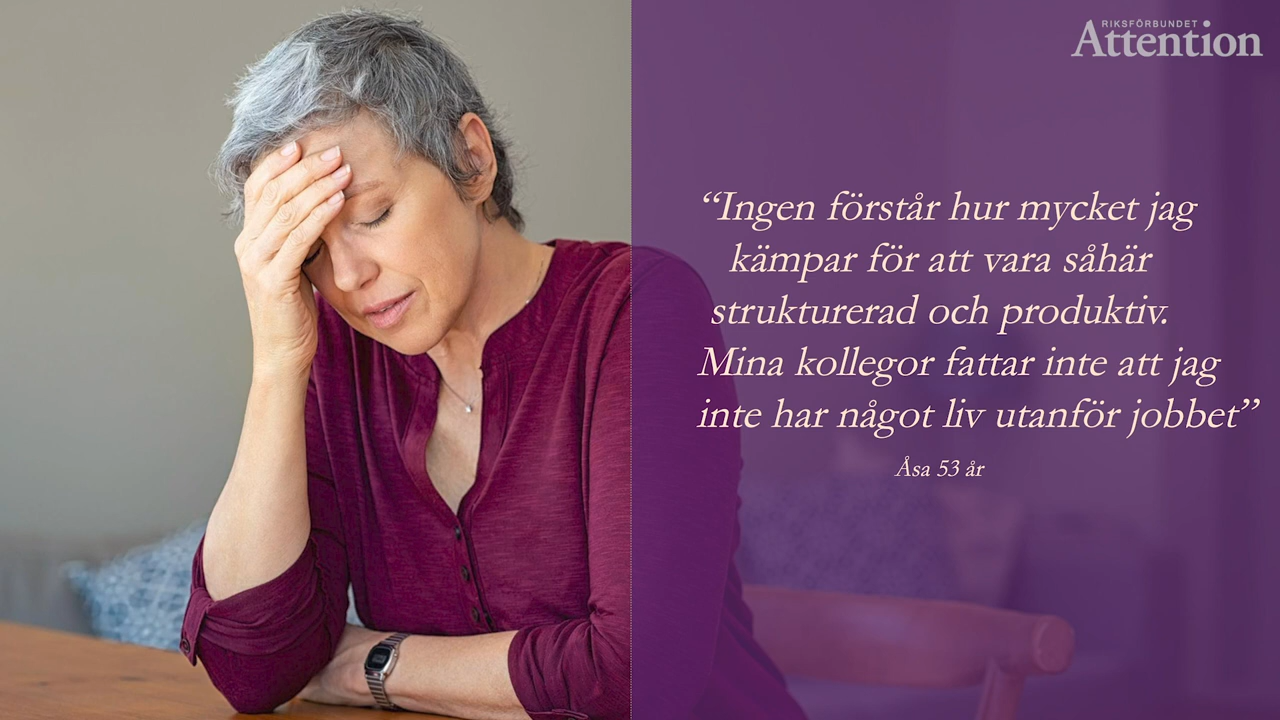 RIKSFÖRBUNDET
Attention
“Ingen förstår hur mycket jag
kämpar för att vara såhär
strukturerad och produktiv.
Mina kollegor fattar inte att jag
inte har något liv utanför jobbet”
Åsa 53 år